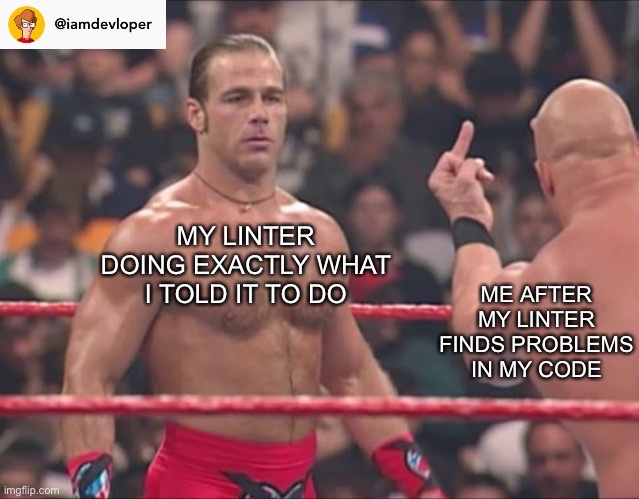 @iamdevloper
MY LINTER
DOING EXACTLY WHAT
I TOLD IT TO DO
ME AFTER
MY LINTER
FINDS PROBLEMS
IN MY CODE
imgflip.com